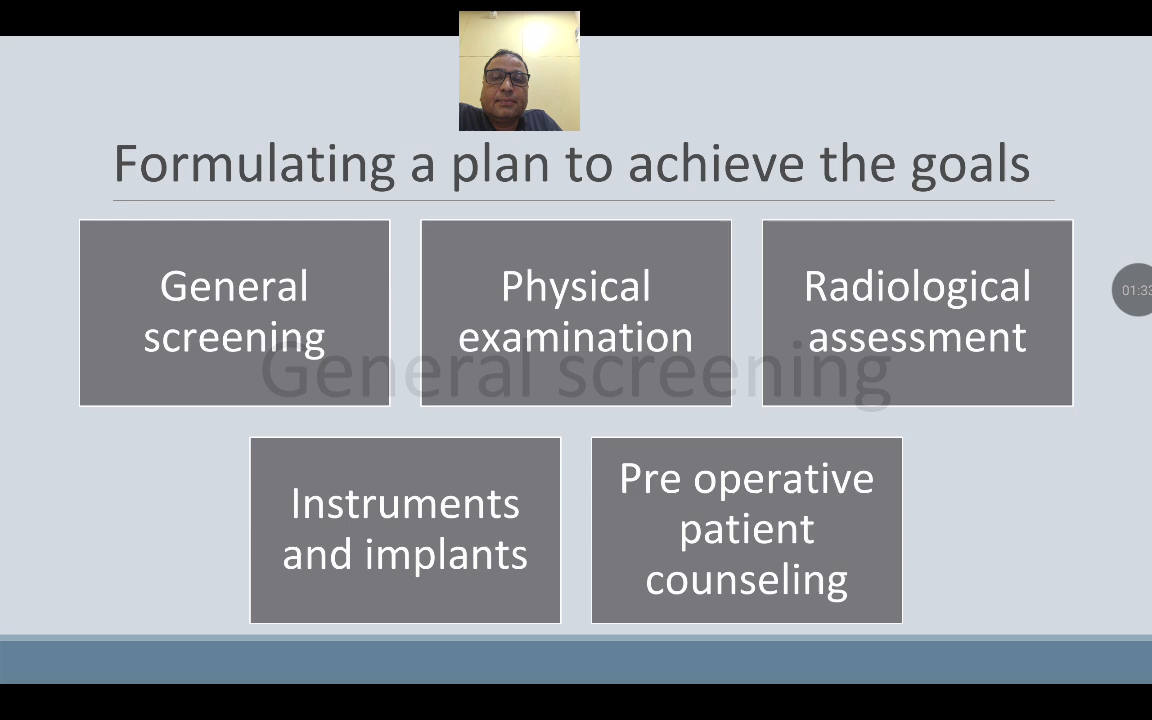 Formulating a plan to achieve the goals
General
screening
Physical
examination
Radiological
assessment
General screening
Instruments
and implants
Pre operative
patient
counseling
01:33